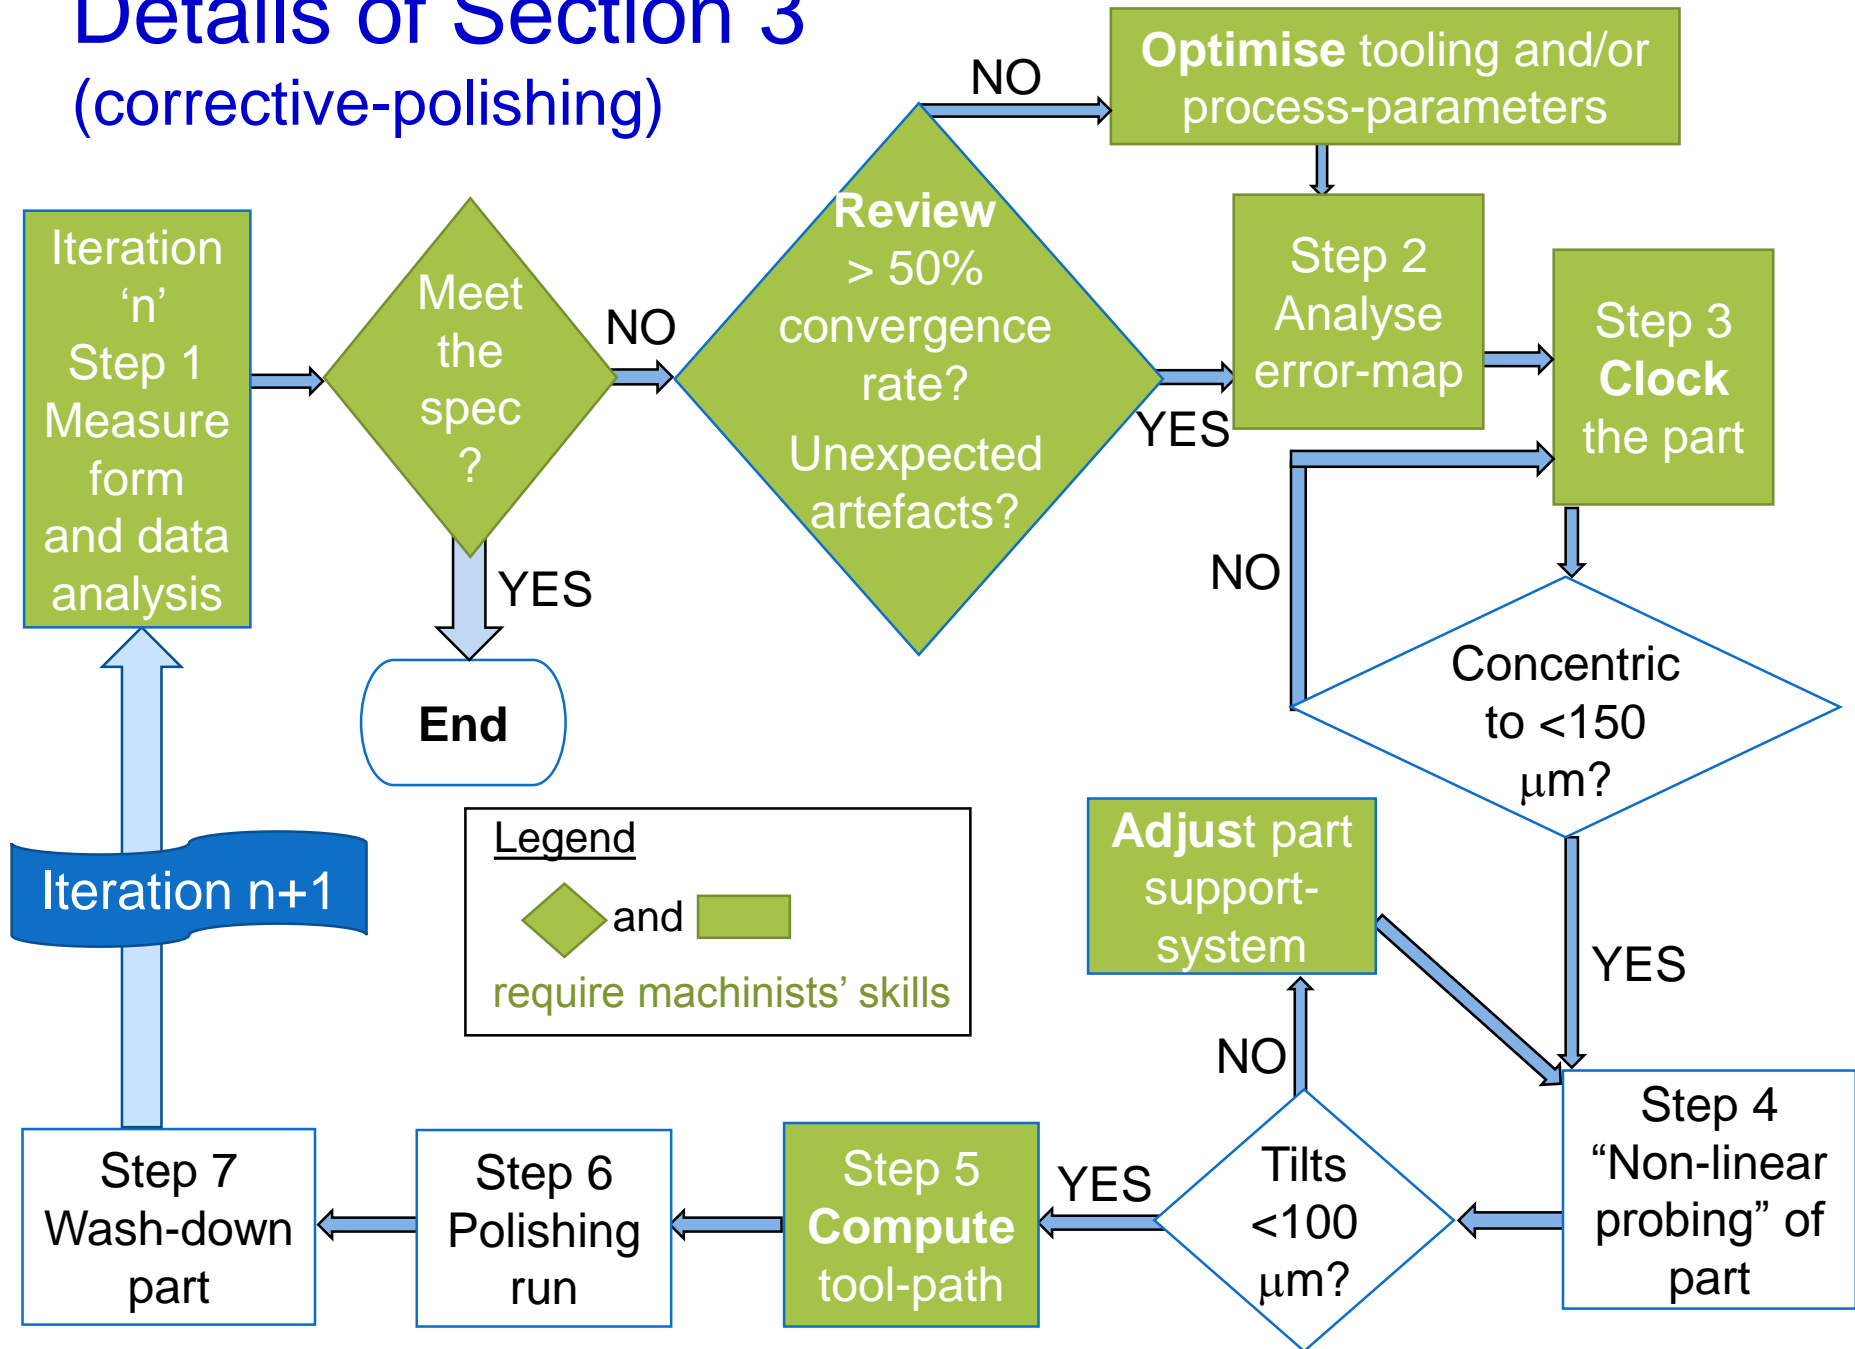 Details of Section 3
(corrective-polishing)
NO
Optimise tooling and/or
process-parameters
Iteration
‘n’
Step 1
Measure
form
and data
analysis
Meet
the
spec
?
NO
YES
End
Review
> 50%
convergence
rate?
Unexpected
artefacts?
YES
Step 2
Analyse
error-map
Step 3
Clock
the part
NO
Concentric
to <150
μm?
YES
Adjust part
support-
system
NO
Step 4
“Non-linear
probing” of
part
Tilts
<100
μm?
YES
Step 5
Compute
tool-path
Step 6
Polishing
run
Step 7
Wash-down
part
Iteration n+1
Legend
and
require machinists’ skills